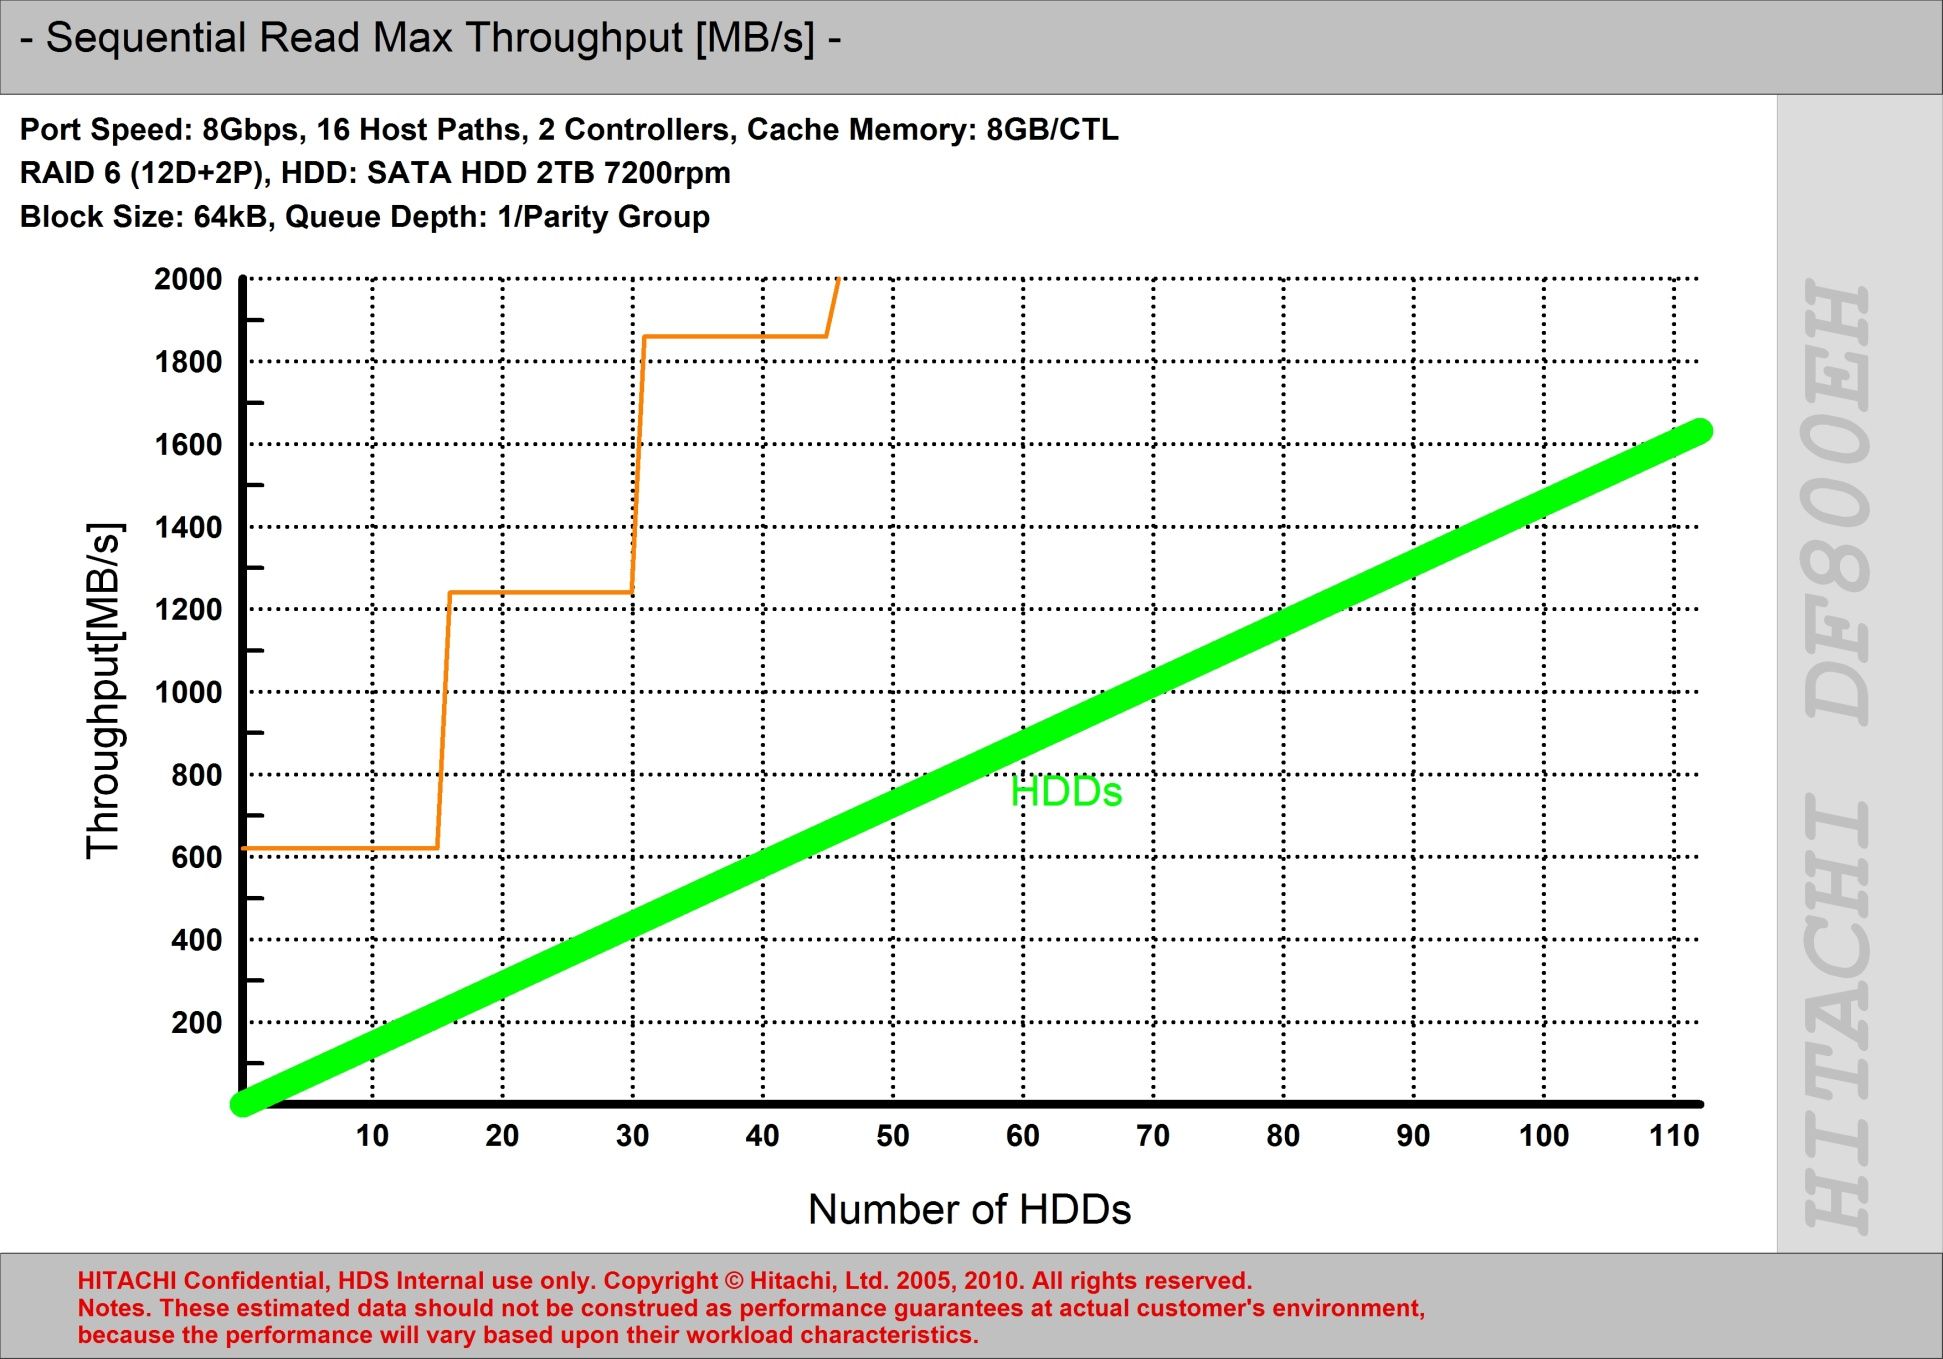 - Sequential Read Max Throughput [MB/s] -
Port Speed: 8Gbps, 16 Host Paths, 2 Controllers, Cache Memory: 8GB/CTL
RAID 6 (12D+2P), HDD: SATA HDD 2TB 7200rpm
Block Size: 64kB, Queue Depth: 1/Parity Group
2000
1800
1600
1400
1200
1000
800
600
400
200
Throughput[MB/s]
HDDs
10 20 30 40 50 60 70 80 90 100 110
Number of HDDs
HITACHI DF800EH
HITACHI Confidential, HDS Internal use only. Copyright © Hitachi, Ltd. 2005, 2010. All rights reserved.
Notes. These estimated data should not be construed as performance guarantees at actual customer's environment,
because the performance will vary based upon their workload characteristics.